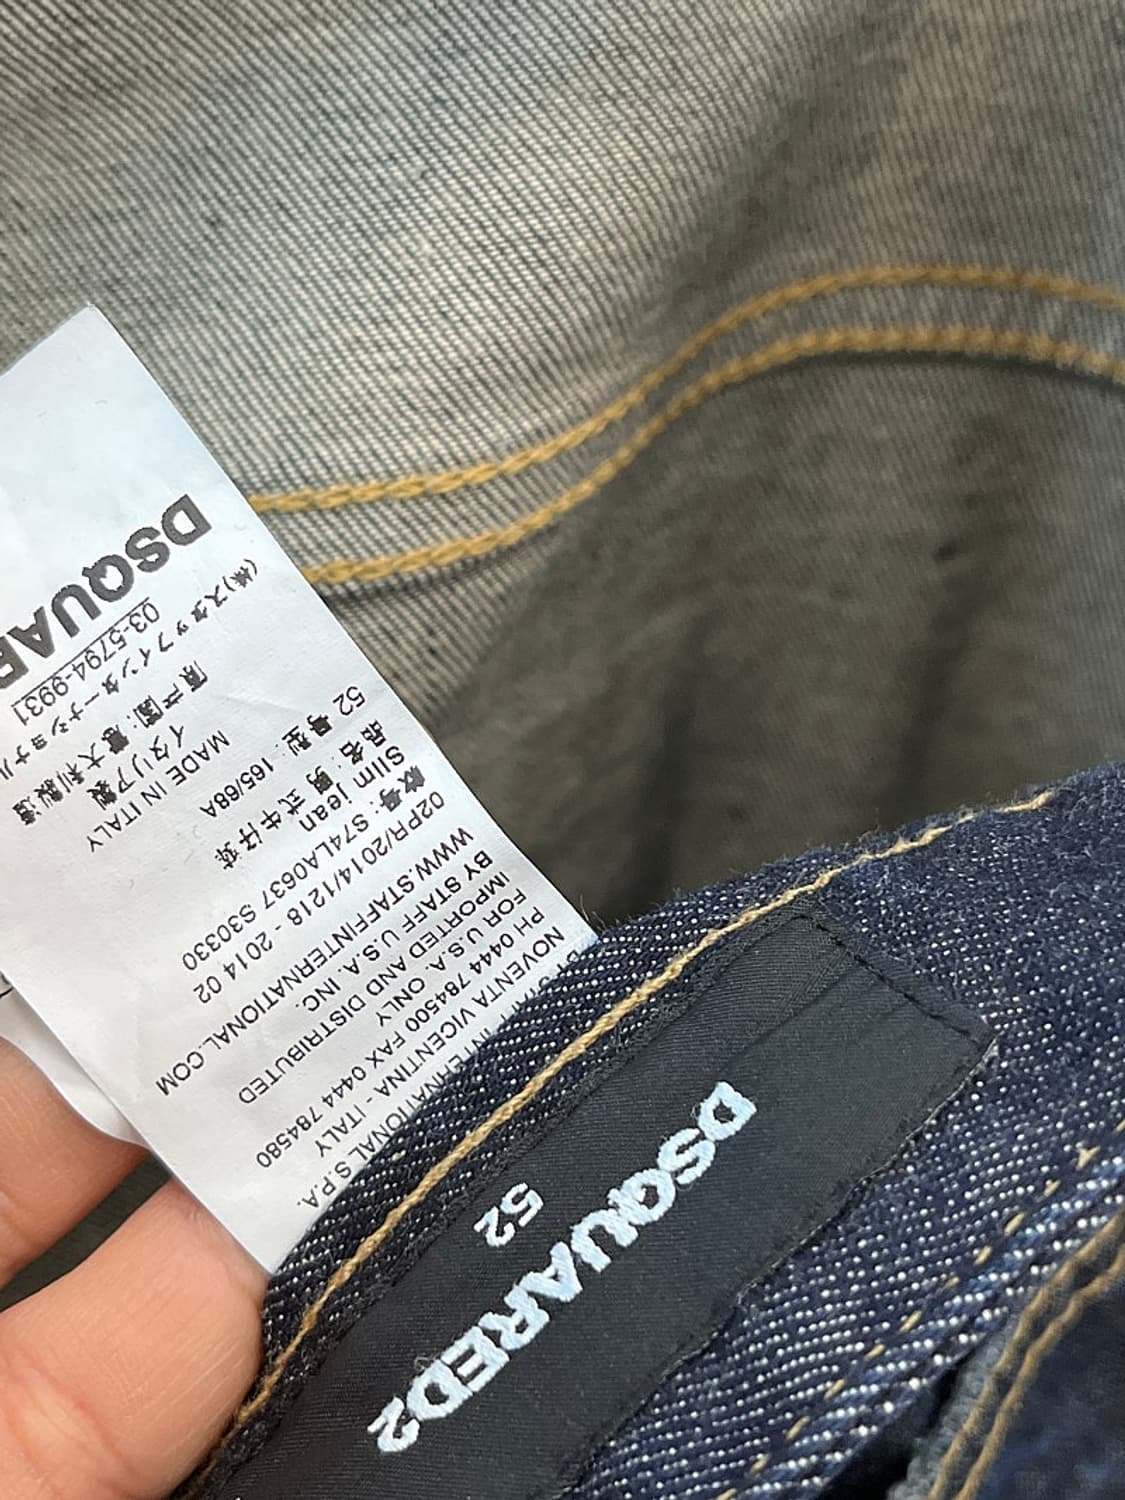 DSQUAR
(株)スタッフインターナショナル
03-5794-9931
原产国:意大利製造
イタリア製
MADE IN ITALY
52 号型: 165/68A
品名: 男式牛仔裤
Slim jean
款号: S74LA0637 S30330
02PR/2014/1218 - 2014 02
WWW.STAFFINTERNATIONAL.COM
BY STAFF U.S.A. INC.
IMPORTED AND DISTRIBUTED
FOR U.S.A. ONLY
PH 0444 784500 FAX 0444 784580
NOVENTA VICENTINA - ITALY
NATIONAL S.P.A.
DSQUARED2
52